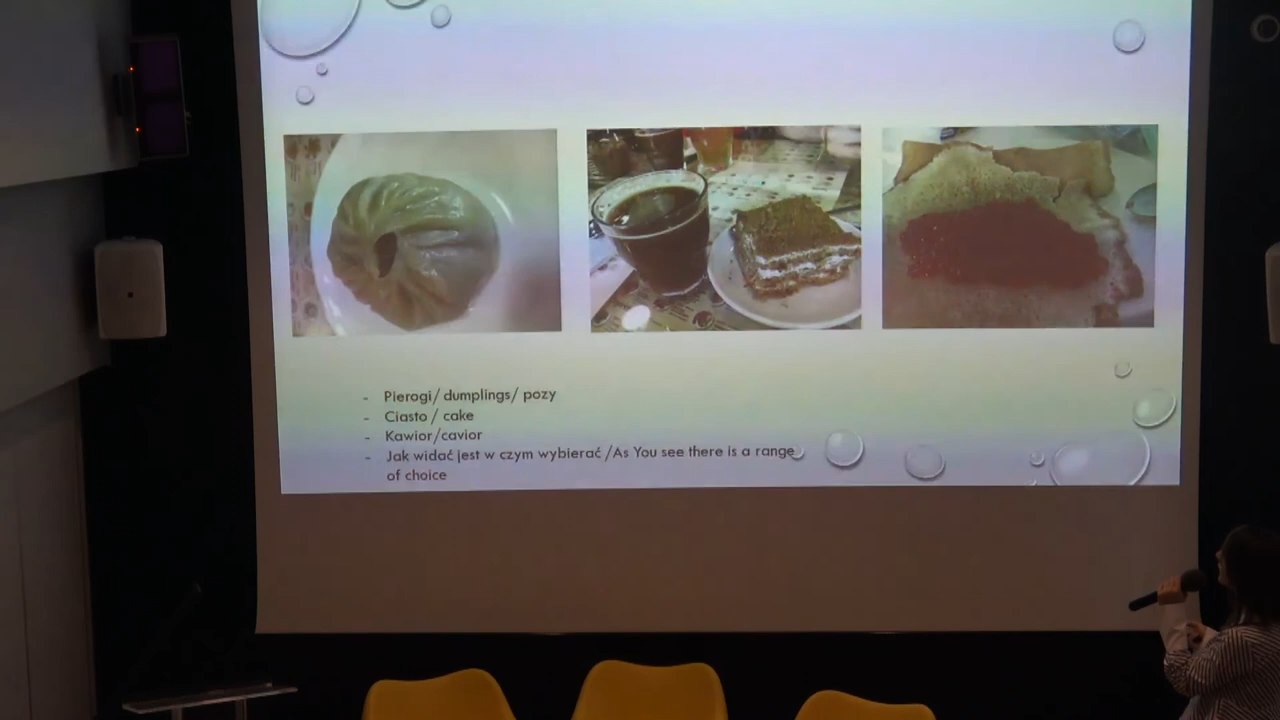 - Pierogi/ dumplings/ pozy
- Ciasto / cake
- Kawior/cavior
- Jak widać jest w czym wybierać /As You see there is a range
of choice